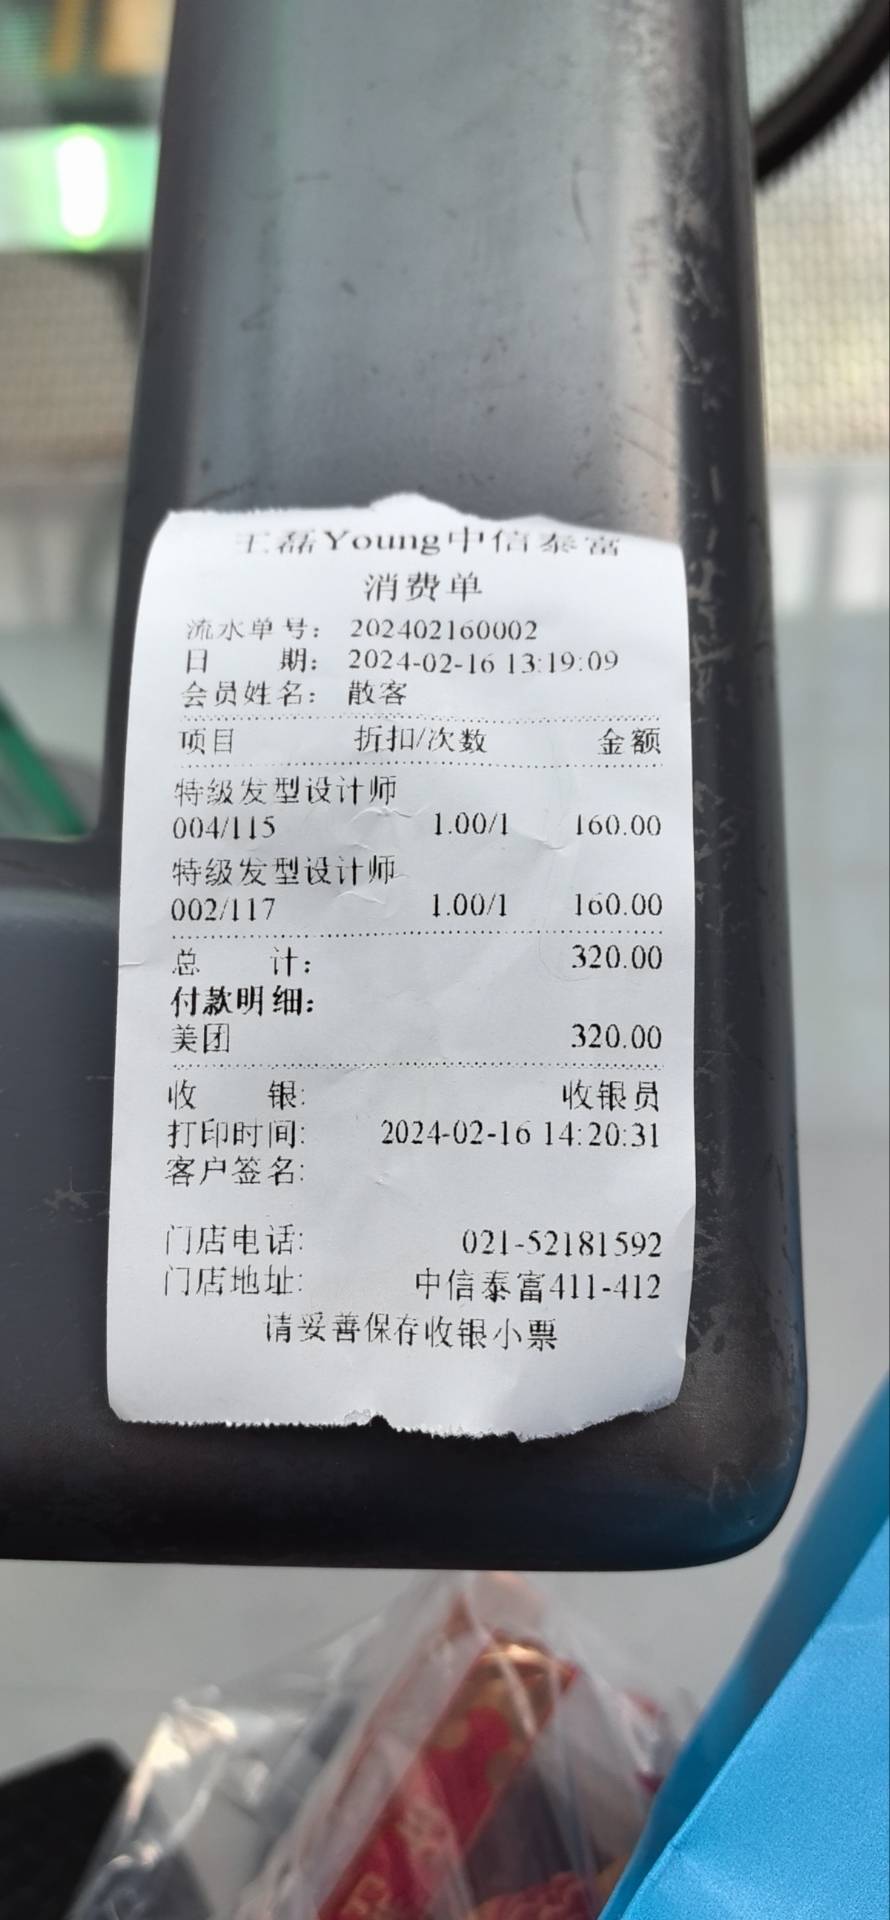 王磊Young中信泰富
消费单
流水单号： 202402160002
日 期： 2024-02-16 13:19:09
会员姓名： 散客
项目 折扣/次数 金额
特级发型设计师
004/115 1.00/1 160.00
特级发型设计师
002/117 1.00/1 160.00
总 计： 320.00
付款明细：
美团 320.00
收 银: 收银员
打印时间: 2024-02-16 14:20:31
客户签名:
门店电话: 021-52181592
门店地址: 中信泰富411-412
请妥善保存收银小票